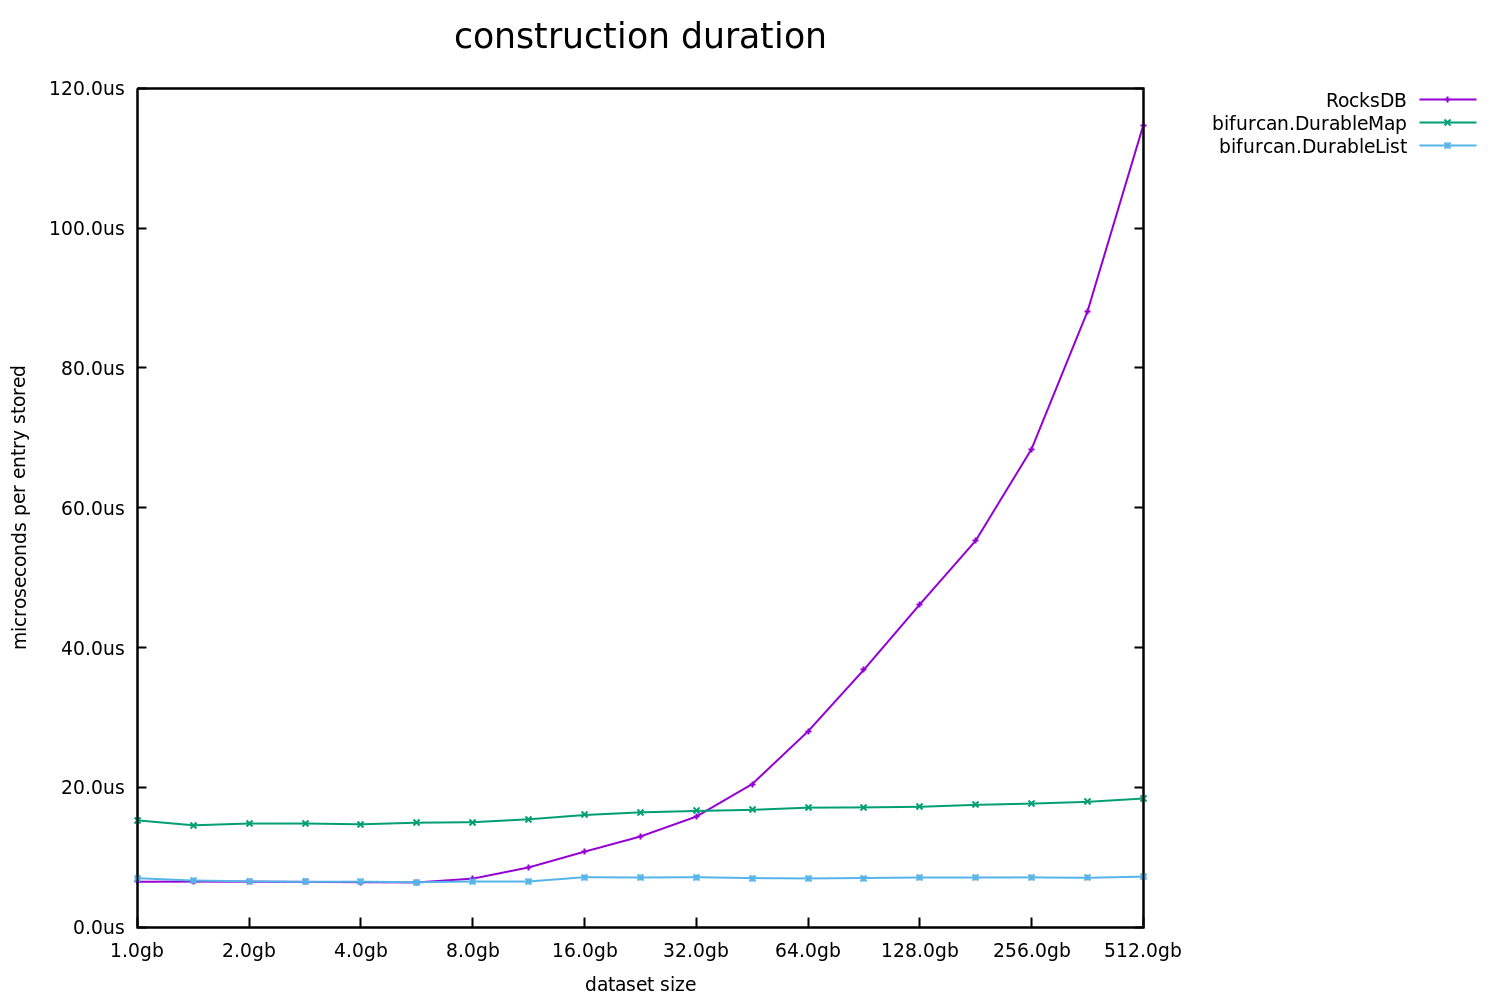 construction duration
120.0us
100.0us
80.0us
60.0us
40.0us
20.0us
0.0us
microseconds per entry stored
1.0gb 2.0gb 4.0gb 8.0gb 16.0gb 32.0gb 64.0gb 128.0gb 256.0gb 512.0gb
dataset size
RocksDB
bifurcan.DurableMap
bifurcan.DurableList